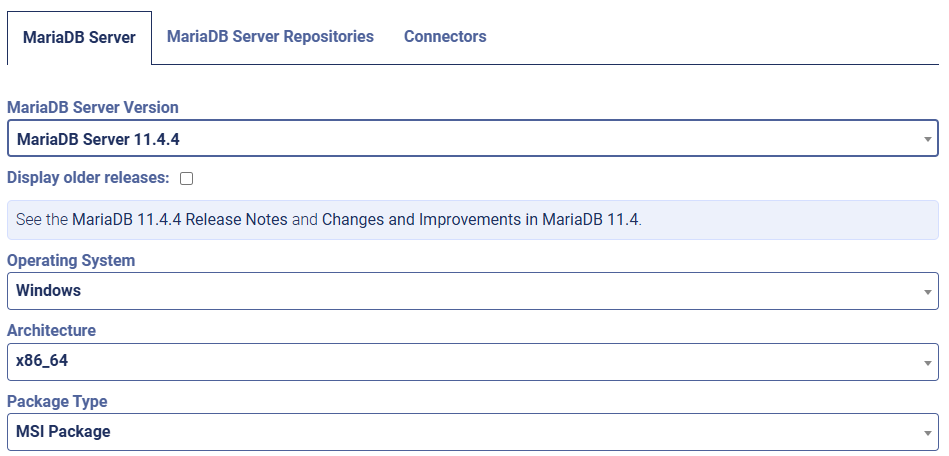 MariaDB Server MariaDB Server Repositories Connectors
MariaDB Server Version
MariaDB Server 11.4.4
Display older releases:
See the MariaDB 11.4.4 Release Notes and Changes and Improvements in MariaDB 11.4.
Operating System
Windows
Architecture
x86_64
Package Type
MSI Package